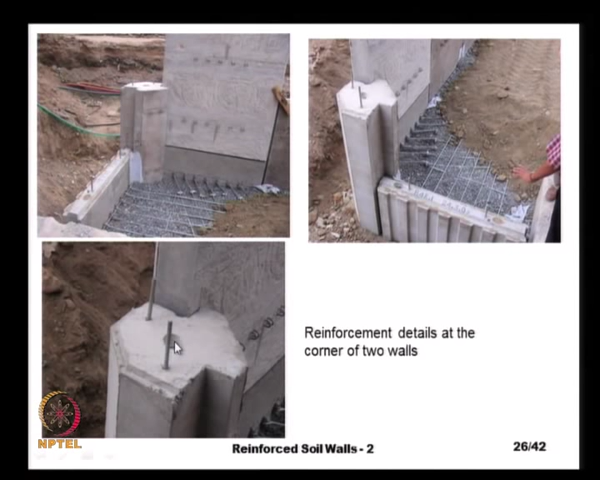 Reinforcement details at the
corner of two walls
NPTEL
Reinforced Soil Walls - 2
26/42